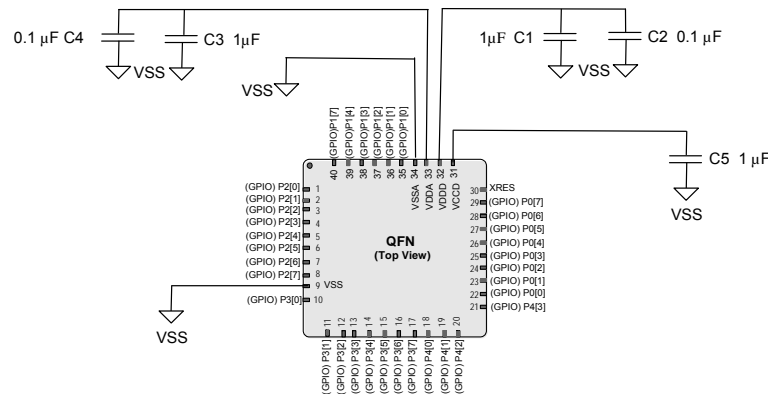 0.1 µF C4
C3 1µF
VSS
VSS
1µF C1
C2 0.1 µF
VSS
C5 1 µF
VSS
(GPIO)P1[7]
(GPIO)P1[4]
(GPIO)P1[3]
(GPIO)P1[2]
(GPIO)P1[1]
(GPIO)P1[0]
40
39
38
37
36
35
34
33
32
31
VSSA
VDDA
VDDD
VCCD
QFN
(Top View)
(GPIO) P2[0] 1
(GPIO) P2[1] 2
(GPIO) P2[2] 3
(GPIO) P2[3] 4
(GPIO) P2[4] 5
(GPIO) P2[5] 6
(GPIO) P2[6] 7
(GPIO) P2[7] 8
9 VSS
(GPIO) P3[0] 10
VSS
30 XRES
29 (GPIO) P0[7]
28 (GPIO) P0[6]
27 (GPIO) P0[5]
26 (GPIO) P0[4]
25 (GPIO) P0[3]
24 (GPIO) P0[2]
23 (GPIO) P0[1]
22 (GPIO) P0[0]
21 (GPIO) P4[3]
11
12
13
14
15
16
17
18
19
20
(GPIO) P3[1]
(GPIO) P3[2]
(GPIO) P3[3]
(GPIO) P3[4]
(GPIO) P3[5]
(GPIO) P3[6]
(GPIO) P3[7]
(GPIO) P4[0]
(GPIO) P4[1]
(GPIO) P4[2]